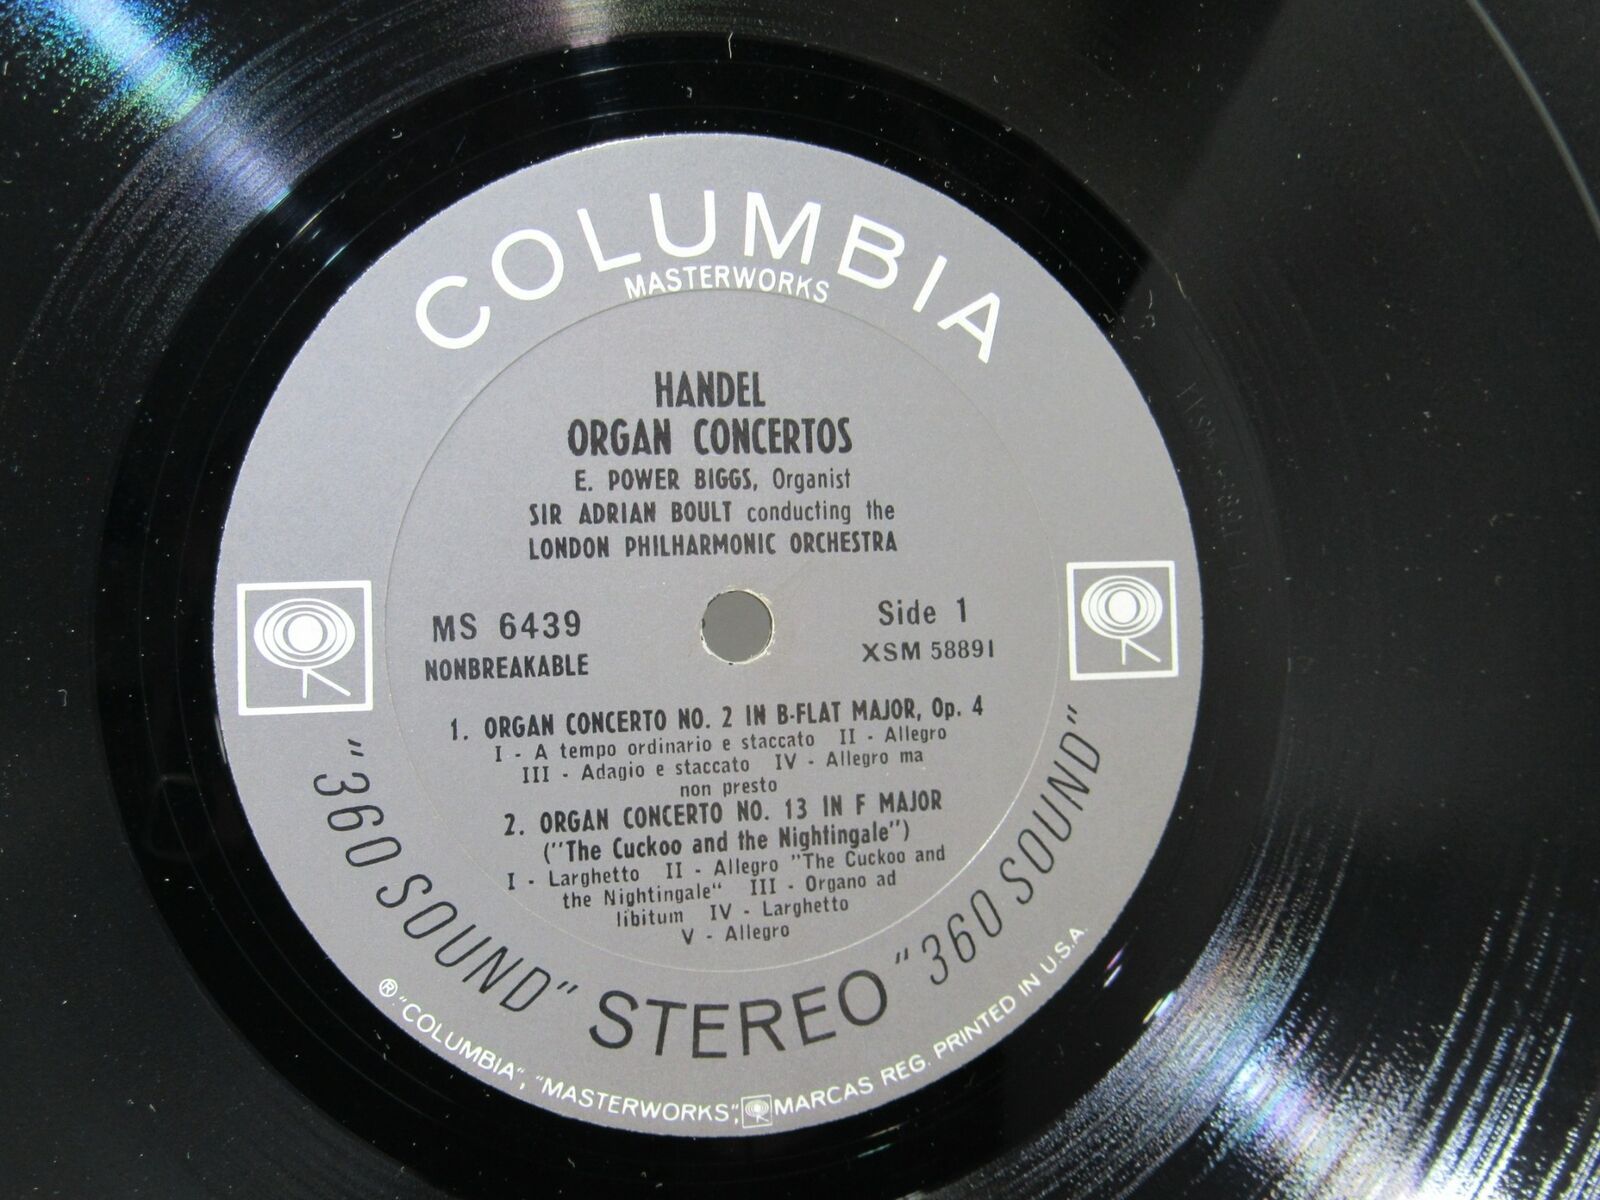 COLUMBIA
MASTERWORKS
HANDEL
ORGAN CONCERTOS
E. POWER BIGGS, Organist
SIR ADRIAN BOULT conducting the
LONDON PHILHARMONIC ORCHESTRA
MS 6439
NONBREAKABLE
Side 1
XSM 58891
1. ORGAN CONCERTO NO. 2 IN B-FLAT MAJOR, Op. 4
I - A tempo ordinario e staccato II - Allegro
III - Adagio e staccato IV - Allegro ma
non presto
2. ORGAN CONCERTO NO. 13 IN F MAJOR
("The Cuckoo and the Nightingale")
I - Larghetto II - Allegro "The Cuckoo and
the Nightingale" III - Organo ad
libitum IV - Larghetto
V - Allegro
"360 SOUND" STEREO "360 SOUND"
® "COLUMBIA", "MASTERWORKS", MARCAS REG. PRINTED IN U.S.A.